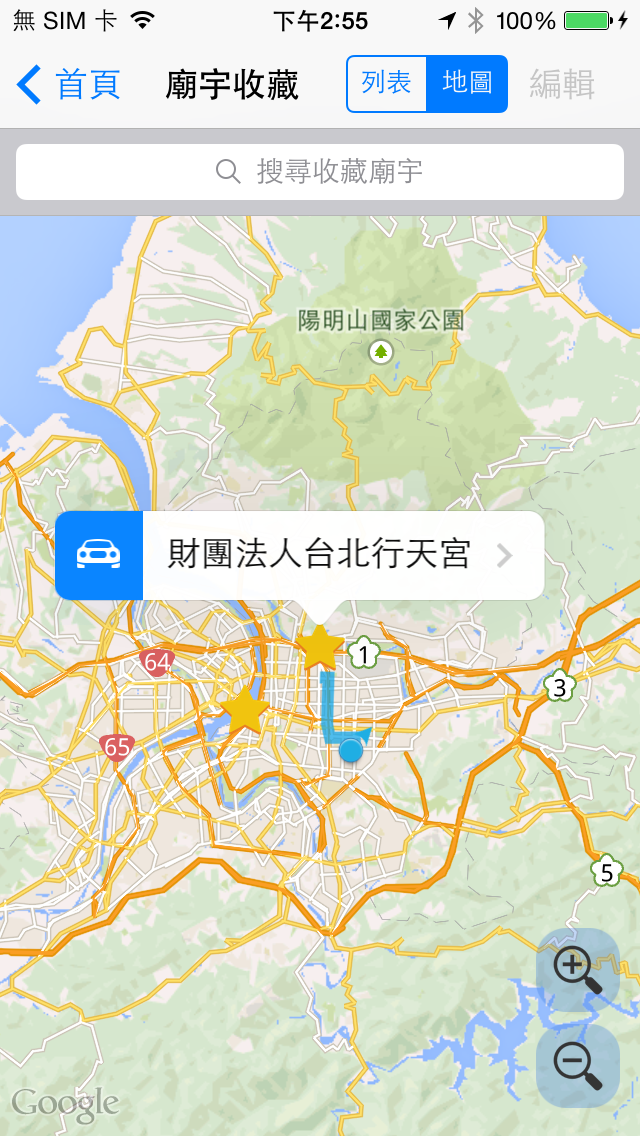 無 SIM 卡 下午2:55 100%
首頁 廟宇收藏 列表 地圖 編輯
搜尋收藏廟宇
陽明山國家公園
財團法人台北行天宮
1
64
3
65
5
Google